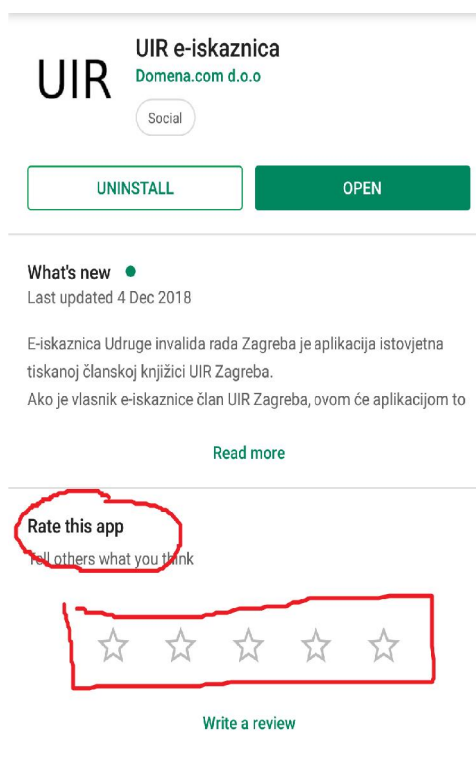 UIR
UIR e-iskaznica
Domena.com d.o.o
Social
UNINSTALL
OPEN
What's new
Last updated 4 Dec 2018
E-iskaznica Udruge invalida rada Zagreba je aplikacija istovjetna
tiskanoj članskoj knjižici UIR Zagreba.
Ako je vlasnik e-iskaznice član UIR Zagreba, ovom će aplikacijom to
Read more
Rate this app
Tell others what you think
Write a review